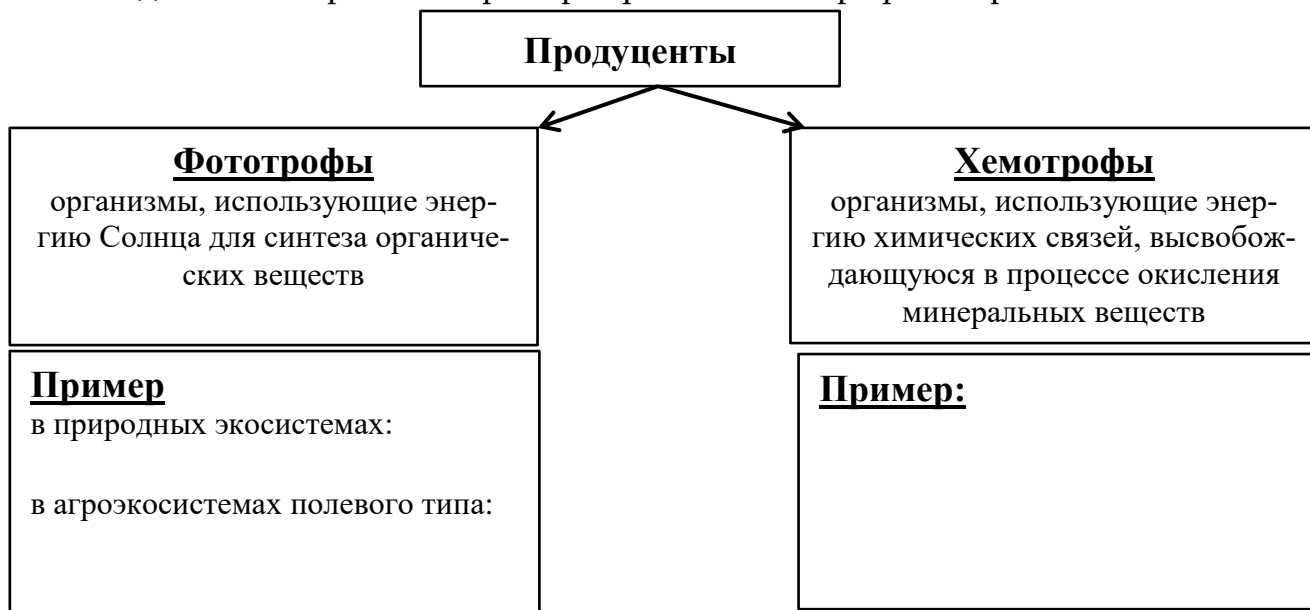 Продуценты
Фототрофы
организмы, использующие энер-
гию Солнца для синтеза органиче-
ских веществ
Хемотрофы
организмы, использующие энер-
гию химических связей, высвобож-
дающуюся в процессе окисления
минеральных веществ
Пример
в природных экосистемах:
в агроэкосистемах полевого типа:
Пример: